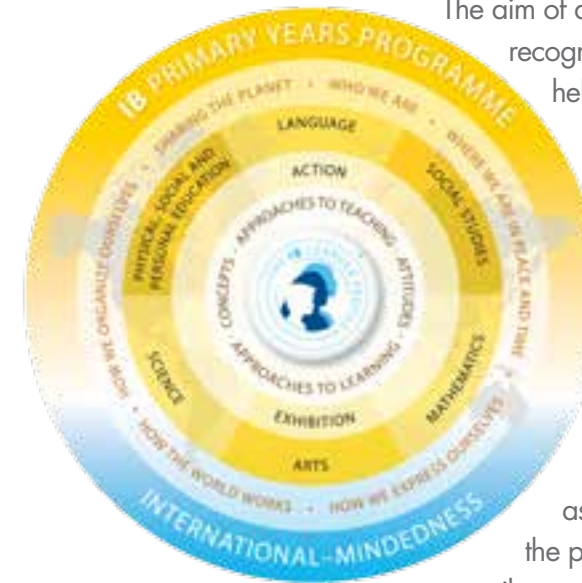 The aim of a
recogn
he
IB PRIMARY YEARS PROGRAMME
SHARING THE PLANET • WHO WE ARE • WHERE WE ARE IN PLACE AND TIME • HOW WE EXPRESS OURSELVES • HOW THE WORLD WORKS • HOW WE ORGANIZE OURSELVES •
LANGUAGE
SOCIAL STUDIES
MATHEMATICS
ARTS
SCIENCE
PHYSICAL, SOCIAL AND
PERSONAL EDUCATION
ACTION
EXHIBITION
APPROACHES TO TEACHING · ATTITUDES · APPROACHES TO LEARNING · CONCEPTS ·
INTERNATIONAL-MINDEDNESS
as
the p